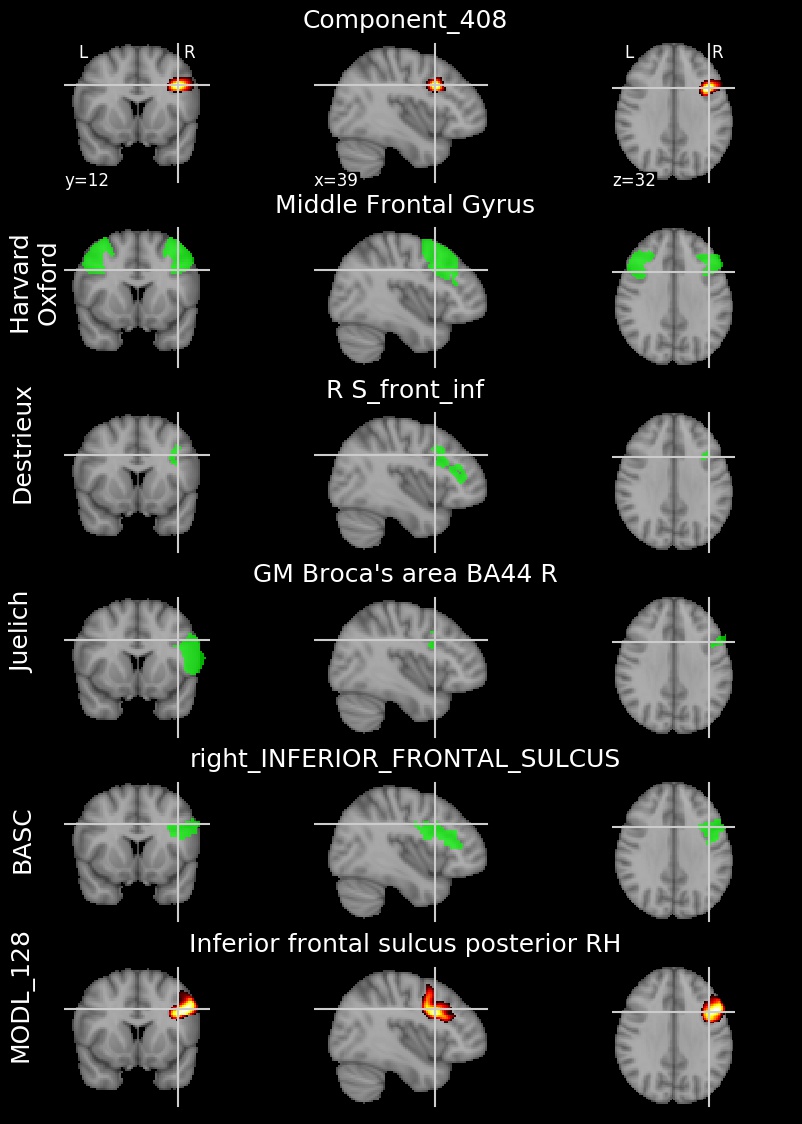 Component_408
L R
L R
y=12 x=39 z=32
Middle Frontal Gyrus
Harvard
Oxford
R S_front_inf
Destrieux
GM Broca's area BA44 R
Juelich
right_INFERIOR_FRONTAL_SULCUS
BASC
Inferior frontal sulcus posterior RH
MODL_128